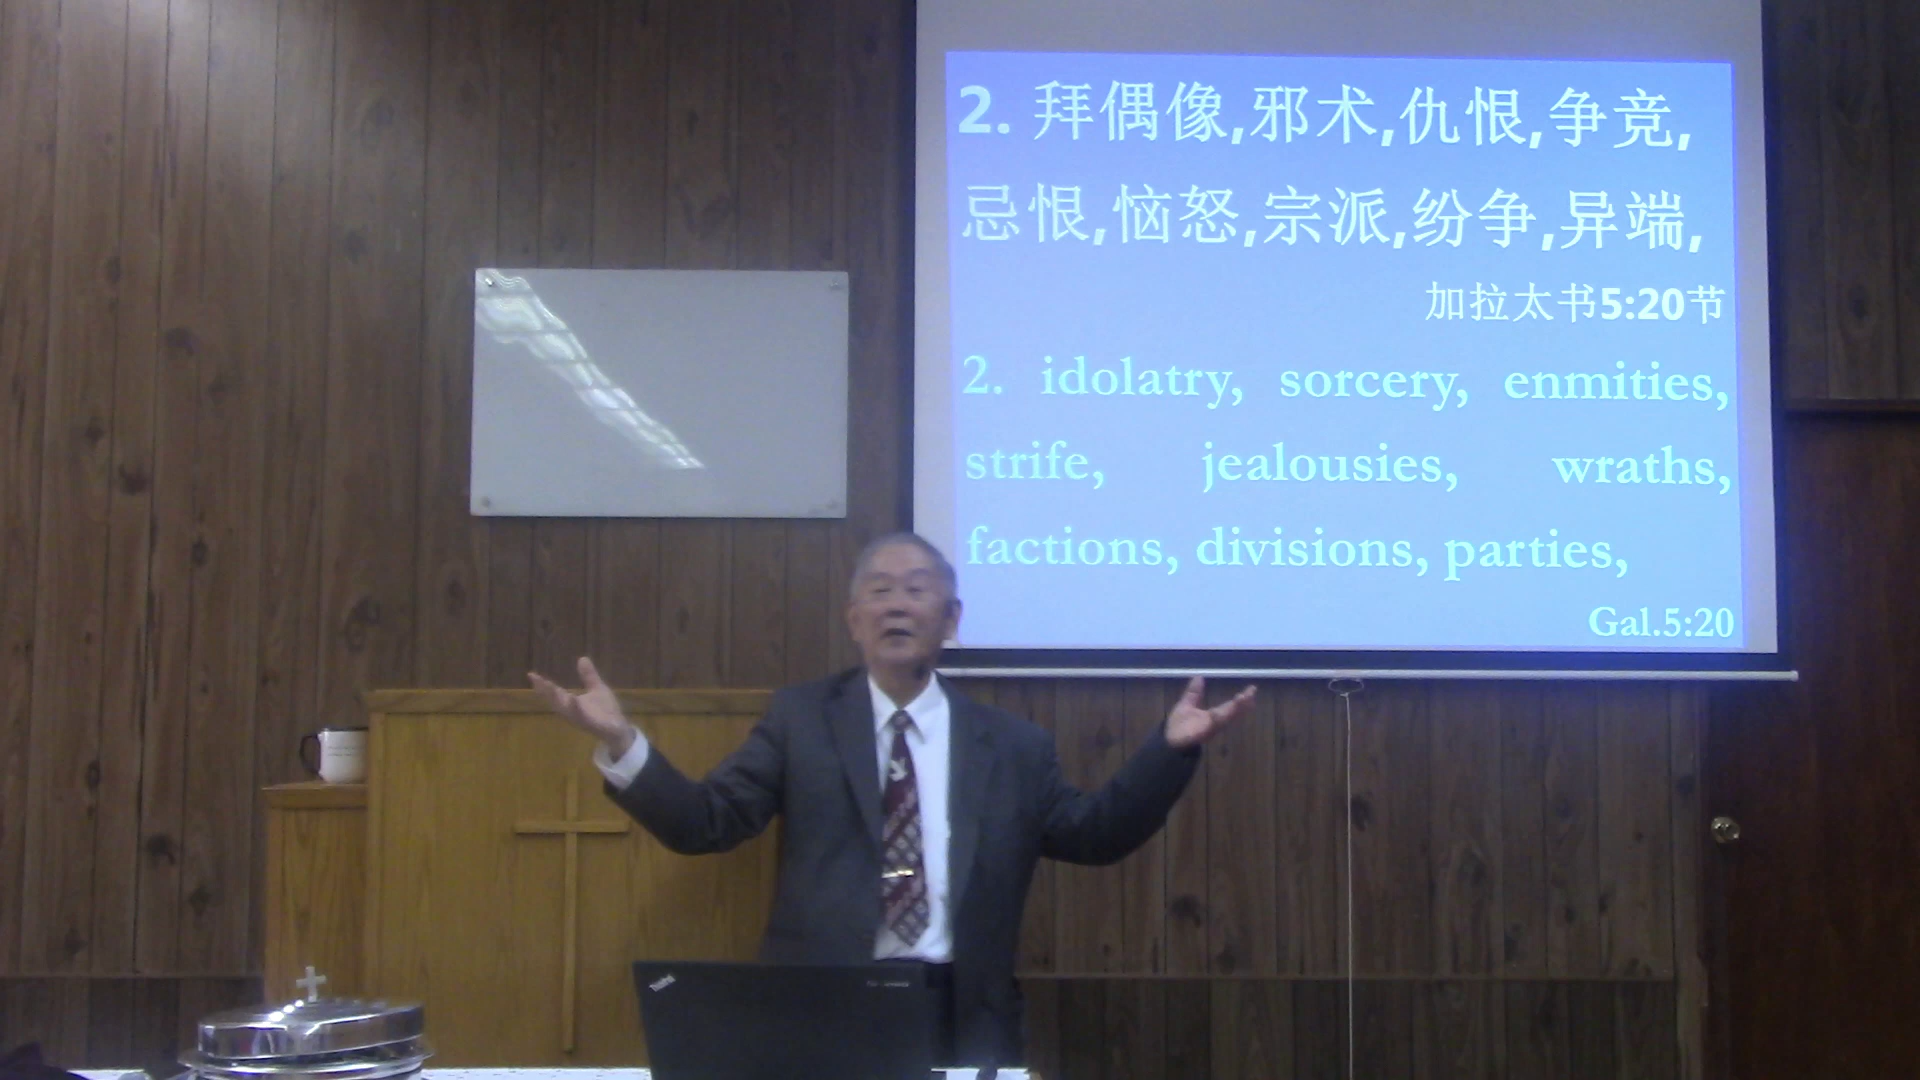 2. 拜偶像,邪术,仇恨,争竞,
忌恨,恼怒,宗派,纷争,异端,
加拉太书5:20节
2. idolatry, sorcery, enmities,
strife, jealousies, wraths,
factions, divisions, parties,
Gal.5:20
ThinkPad